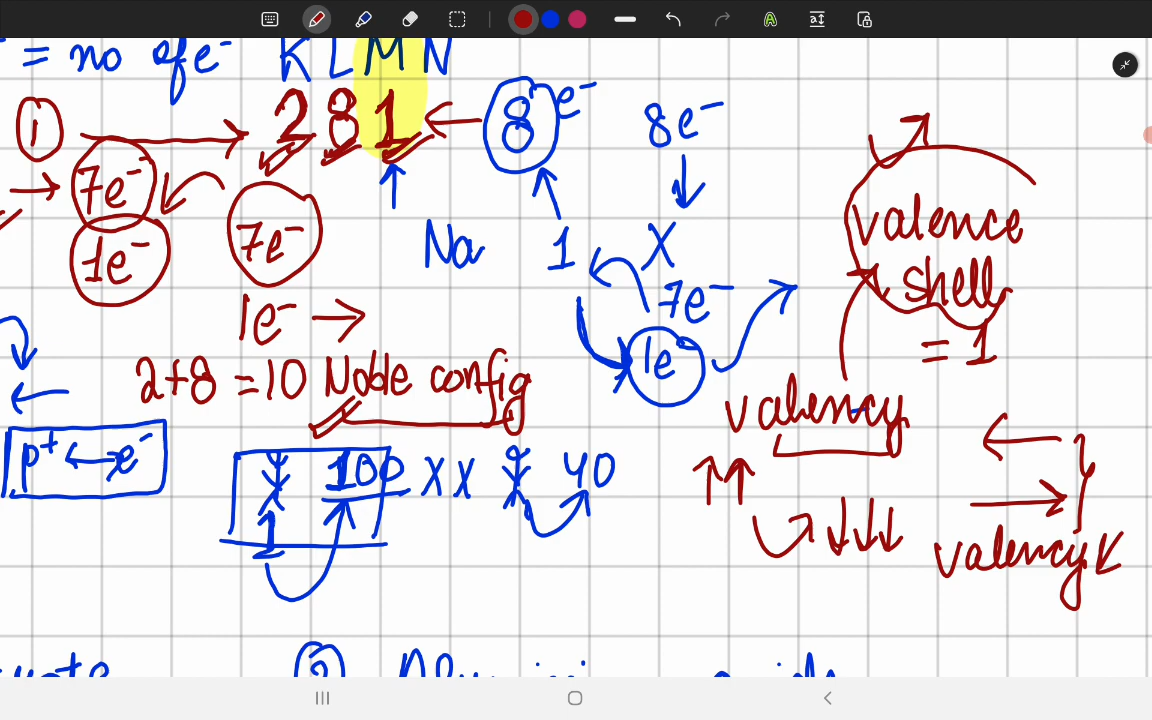 = no of e⁻ K L M N
1 → 2 8 1 ← 8 e⁻ 8e⁻
→ 7e⁻ 7e⁻ Na 1 X valence
1e⁻ 7e⁻ shell
1e⁻ → 1e = 1
2+8 =10 Noble config
valency
p⁺ ↔ e⁻ 100 X X 40 ↑↑ ← 
1 ↓↓↓ →
valency ↓